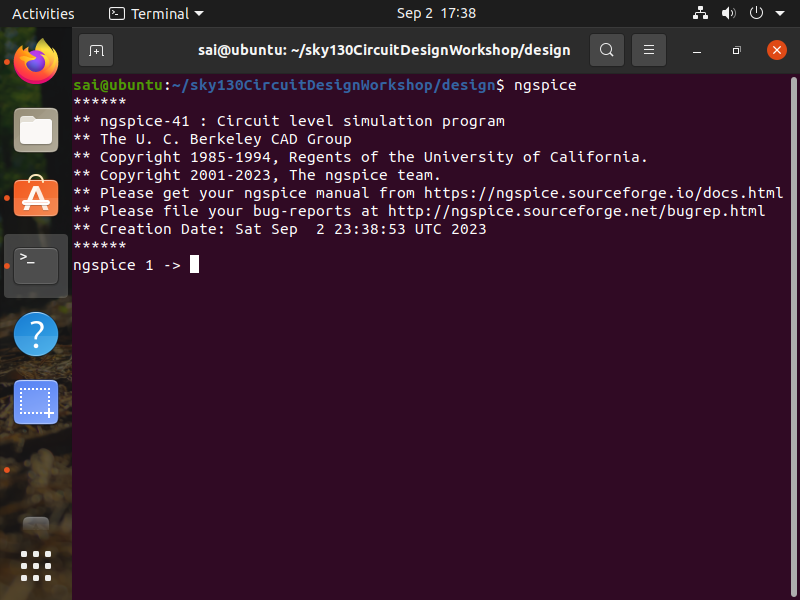 Activities Terminal Sep 2 17:38
sai@ubuntu: ~/sky130CircuitDesignWorkshop/design
sai@ubuntu:~/sky130CircuitDesignWorkshop/design$ ngspice
******
** ngspice-41 : Circuit level simulation program
** The U. C. Berkeley CAD Group
** Copyright 1985-1994, Regents of the University of California.
** Copyright 2001-2023, The ngspice team.
** Please get your ngspice manual from https://ngspice.sourceforge.io/docs.html
** Please file your bug-reports at http://ngspice.sourceforge.net/bugrep.html
** Creation Date: Sat Sep  2 23:38:53 UTC 2023
******
ngspice 1 ->